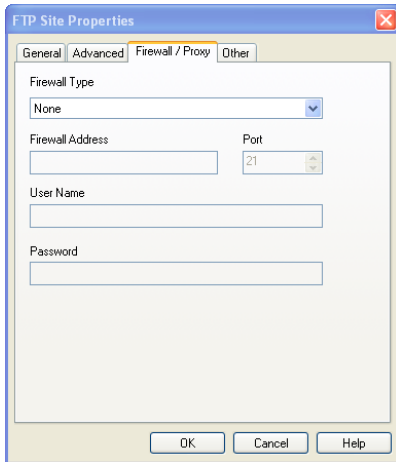 FTP Site Properties
General Advanced Firewall / Proxy Other
Firewall Type
None
Firewall Address Port
21
User Name
Password
OK Cancel Help